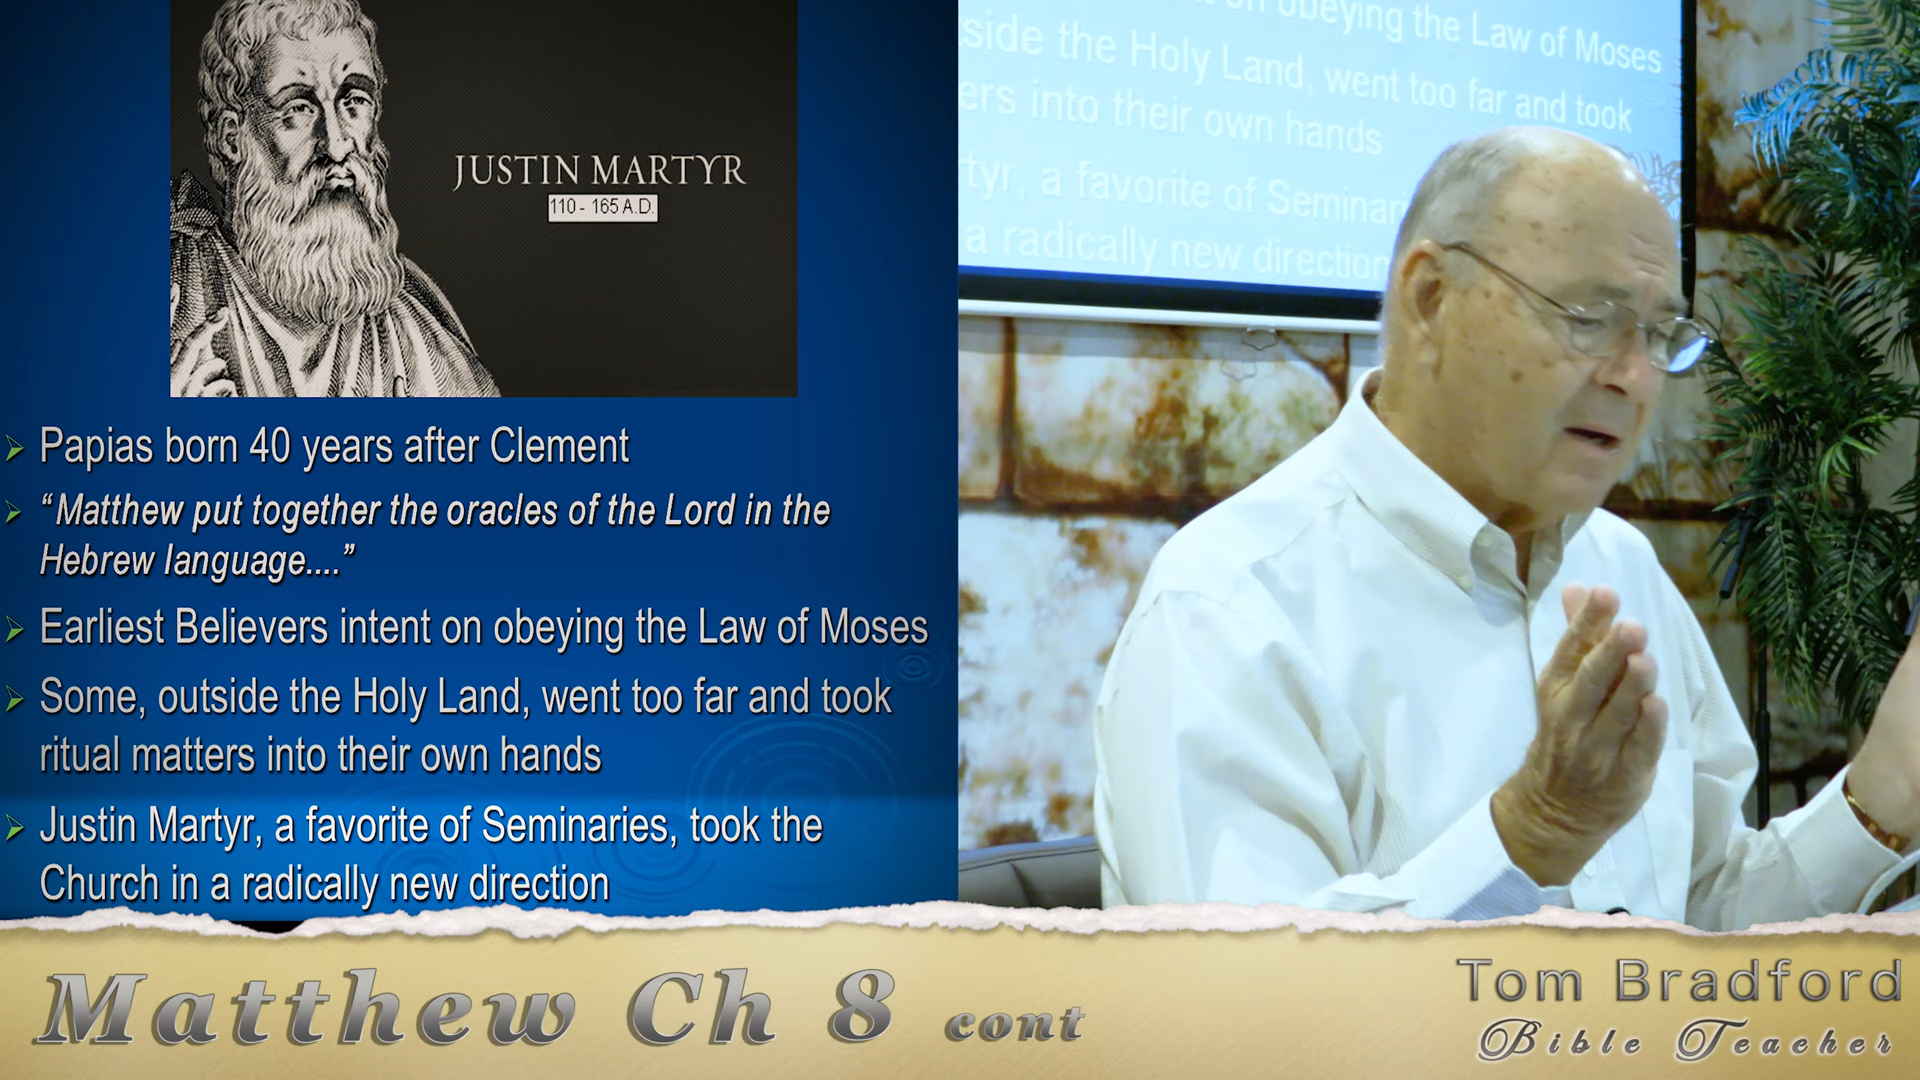 JUSTIN MARTYR
110 - 165 A.D.
Papias born 40 years after Clement
“Matthew put together the oracles of the Lord in the
Hebrew language....”
Earliest Believers intent on obeying the Law of Moses
Some, outside the Holy Land, went too far and took
ritual matters into their own hands
Justin Martyr, a favorite of Seminaries, took the
Church in a radically new direction
on obeying the Law of Moses
side the Holy Land, went too far and took
ers into their own hands
tyr, a favorite of Seminari
a radically new direction
Matthew Ch 8 cont
Tom Bradford
Bible Teacher